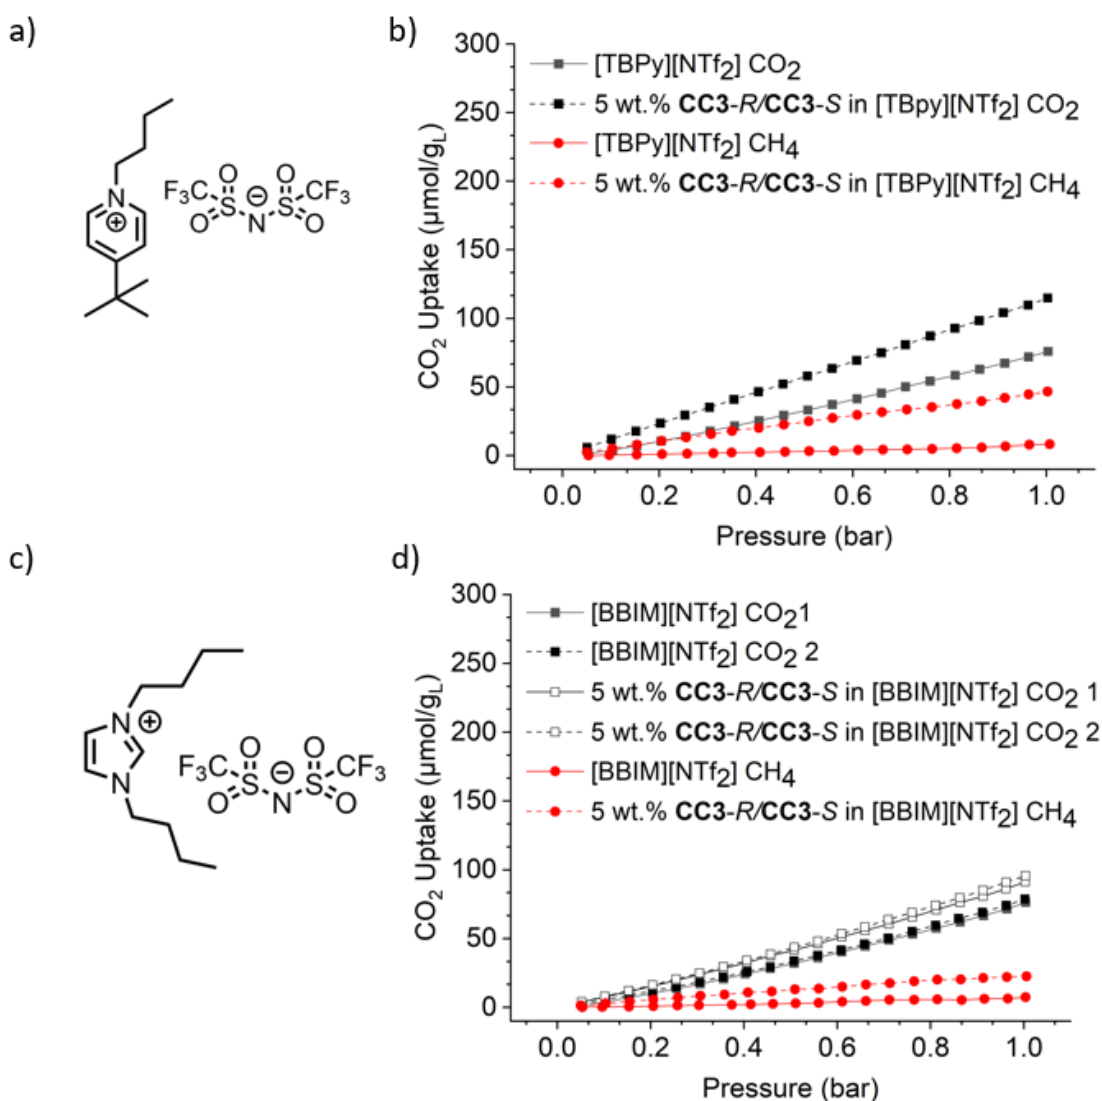 a)
N
⊕
F₃C
O
O
S
O
⊖
N
O
S
O
CF₃
b)
300
250
200
150
100
50
0
CO₂ Uptake (µmol/g_L)
[TBPy][NTf₂] CO₂
5 wt.% CC3-R/CC3-S in [TBpy][NTf₂] CO₂
[TBPy][NTf₂] CH₄
5 wt.% CC3-R/CC3-S in [TBPy][NTf₂] CH₄
0.0 0.2 0.4 0.6 0.8 1.0
Pressure (bar)
c)
N
⊕
N
F₃C
O
O
S
⊖
N
O
S
O
CF₃
d)
300
250
200
150
100
50
0
CO₂ Uptake (µmol/g_L)
[BBIM][NTf₂] CO₂1
[BBIM][NTf₂] CO₂ 2
5 wt.% CC3-R/CC3-S in [BBIM][NTf₂] CO₂ 1
5 wt.% CC3-R/CC3-S in [BBIM][NTf₂] CO₂ 2
[BBIM][NTf₂] CH₄
5 wt.% CC3-R/CC3-S in [BBIM][NTf₂] CH₄
0.0 0.2 0.4 0.6 0.8 1.0
Pressure (bar)